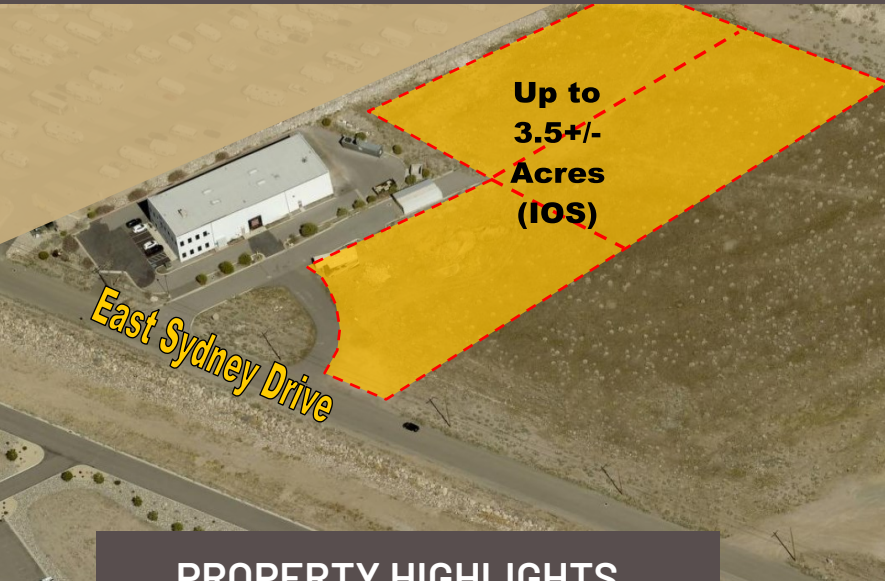 Up to
3.5+/-
Acres
(IOS)
East Sydney Drive
PROPERTY HIGHLIGHTS